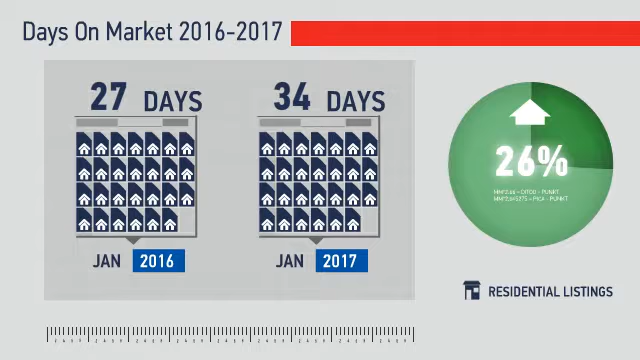 Days On Market 2016-2017
27 DAYS
34 DAYS
26%
JAN 2016
JAN 2017
RESIDENTIAL LISTINGS